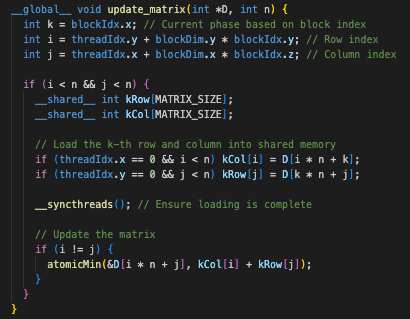 __global__ void update_matrix(int *D, int n) {
int k = blockIdx.x; // Current phase based on block index
int i = threadIdx.y + blockDim.y * blockIdx.y; // Row index
int j = threadIdx.x + blockDim.x * blockIdx.z; // Column index
if (i < n && j < n) {
__shared__ int kRow[MATRIX_SIZE];
__shared__ int kCol[MATRIX_SIZE];
// Load the k-th row and column into shared memory
if (threadIdx.x == 0 && i < n) kCol[i] = D[i * n + k];
if (threadIdx.y == 0 && j < n) kRow[j] = D[k * n + j];
__syncthreads(); // Ensure loading is complete
// Update the matrix
if (i != j) {
atomicMin(&D[i * n + j], kCol[i] + kRow[j]);
}
}
}